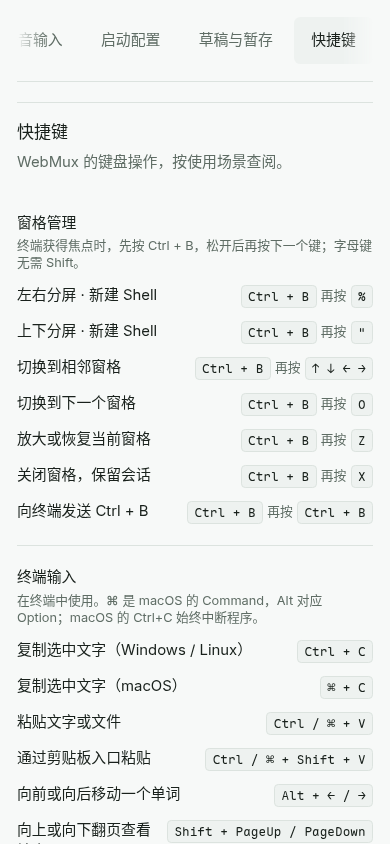 音输入 启动配置 草稿与暂存 快捷键
快捷键
WebMux 的键盘操作，按使用场景查阅。
窗格管理
终端获得焦点时，先按 Ctrl + B，松开后再按下一个键；字母键
无需 Shift。
左右分屏 · 新建 Shell Ctrl + B 再按 %
上下分屏 · 新建 Shell Ctrl + B 再按 "
切换到相邻窗格 Ctrl + B 再按 ↑ ↓ ← →
切换到下一个窗格 Ctrl + B 再按 O
放大或恢复当前窗格 Ctrl + B 再按 Z
关闭窗格，保留会话 Ctrl + B 再按 X
向终端发送 Ctrl + B Ctrl + B 再按 Ctrl + B
终端输入
在终端中使用。⌘ 是 macOS 的 Command，Alt 对应
Option；macOS 的 Ctrl+C 始终中断程序。
复制选中文字（Windows / Linux） Ctrl + C
复制选中文字（macOS） ⌘ + C
粘贴文字或文件 Ctrl / ⌘ + V
通过剪贴板入口粘贴 Ctrl / ⌘ + Shift + V
向前或向后移动一个单词 Alt + ← / →
向上或向下翻页查看 Shift + PageUp / PageDown